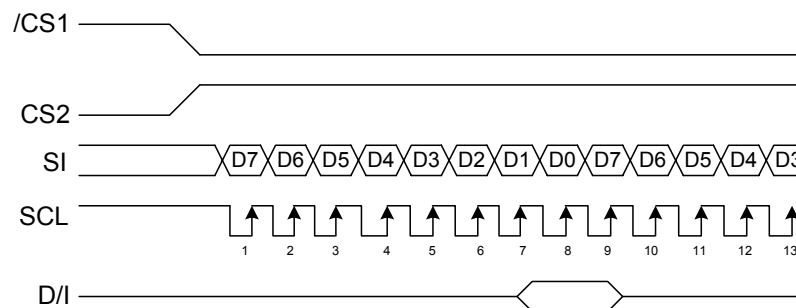 /CS1
CS2
SI D7 D6 D5 D4 D3 D2 D1 D0 D7 D6 D5 D4 D3
SCL
1 2 3 4 5 6 7 8 9 10 11 12 13
D/I